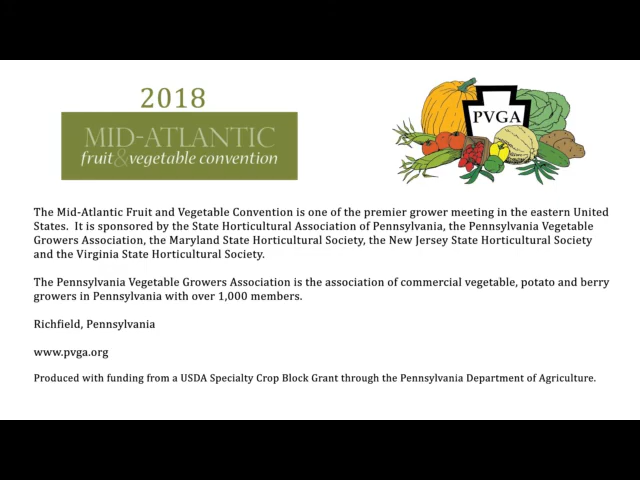 2018
MID-ATLANTIC
fruit & vegetable convention
PVGA
The Mid-Atlantic Fruit and Vegetable Convention is one of the premier grower meeting in the eastern United
States.  It is sponsored by the State Horticultural Association of Pennsylvania, the Pennsylvania Vegetable
Growers Association, the Maryland State Horticultural Society, the New Jersey State Horticultural Society
and the Virginia State Horticultural Society.
The Pennsylvania Vegetable Growers Association is the association of commercial vegetable, potato and berry
growers in Pennsylvania with over 1,000 members.
Richfield, Pennsylvania
www.pvga.org
Produced with funding from a USDA Specialty Crop Block Grant through the Pennsylvania Department of Agriculture.